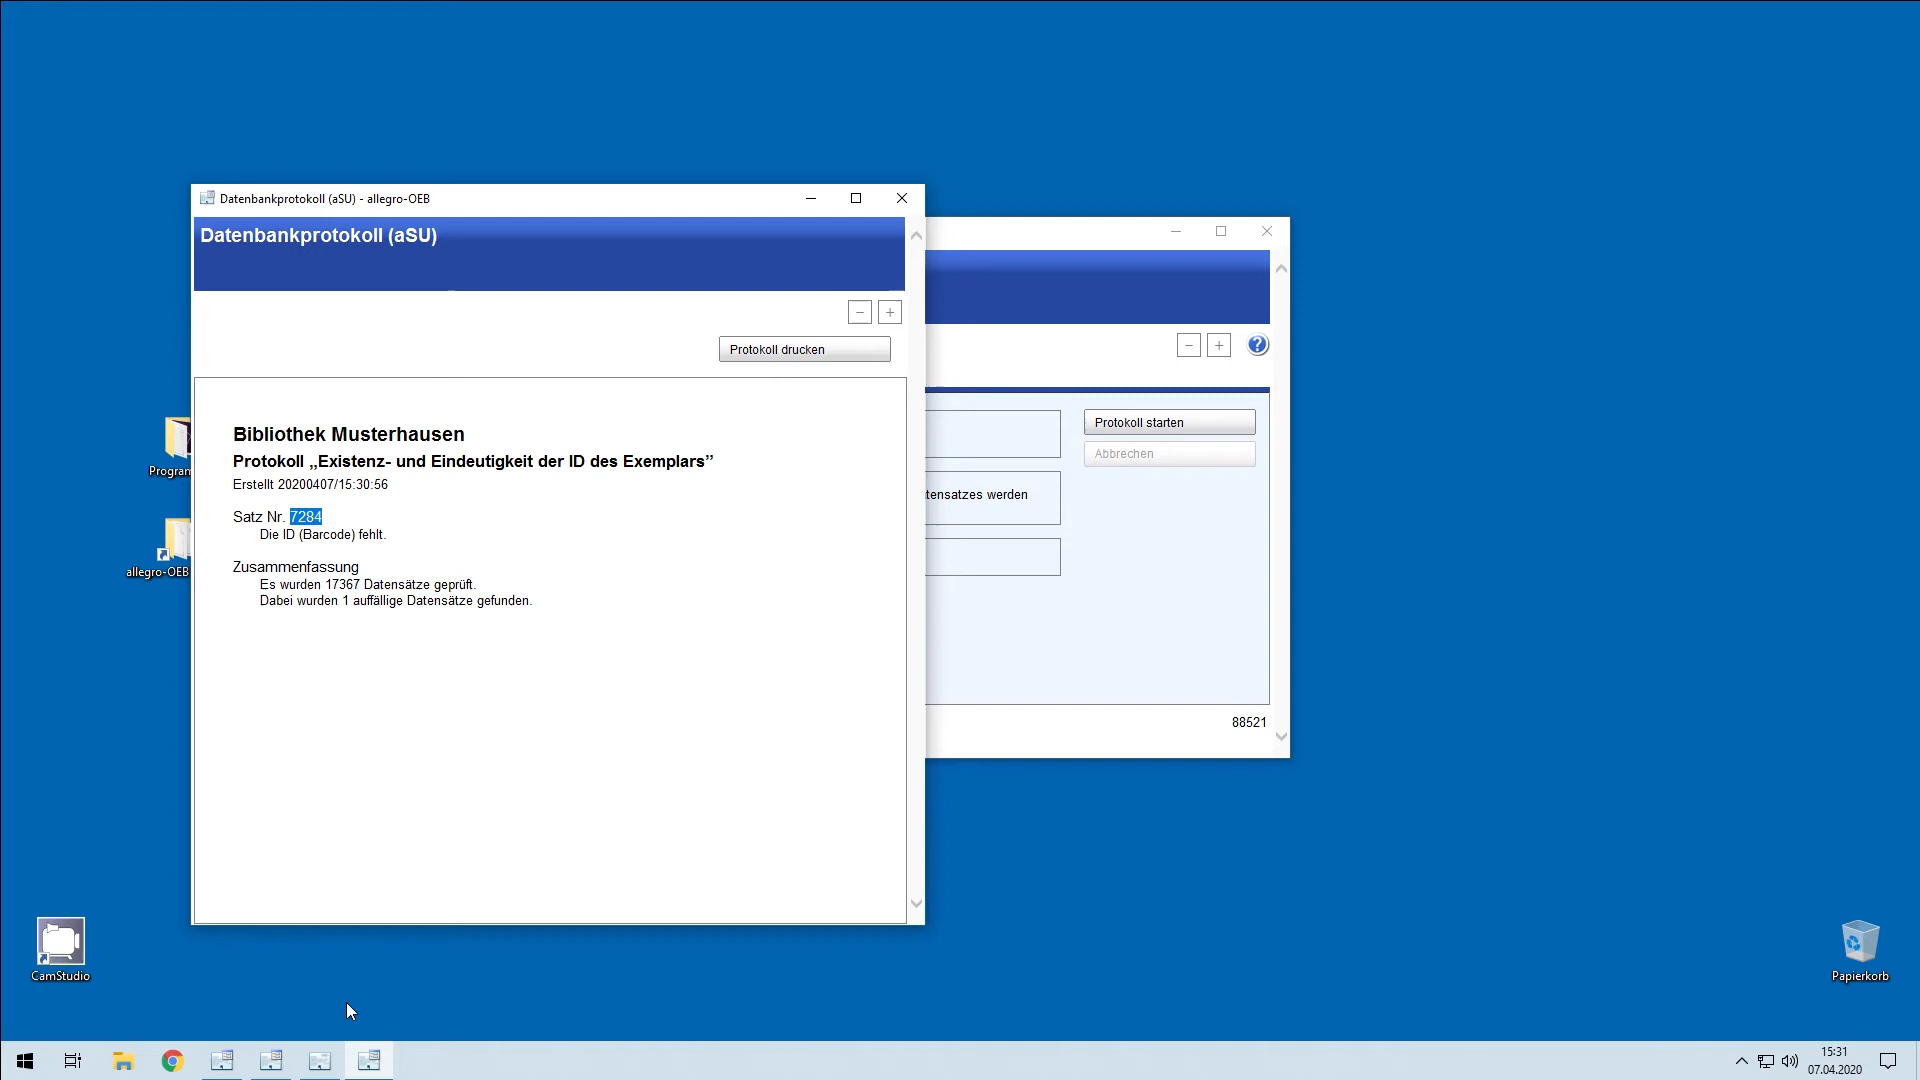 Datenbankprotokoll (aSU) - allegro-OEB
Datenbankprotokoll (aSU)
Protokoll drucken
Bibliothek Musterhausen
Protokoll „Existenz- und Eindeutigkeit der ID des Exemplars”
Erstellt 20200407/15:30:56
Satz Nr. 7284
Die ID (Barcode) fehlt.
Zusammenfassung
Es wurden 17367 Datensätze geprüft.
Dabei wurden 1 auffällige Datensätze gefunden.
Protokoll starten
Abbrechen
tensatzes werden
88521
Program
allegro-OEB
CamStudio
Papierkorb
15:31
07.04.2020